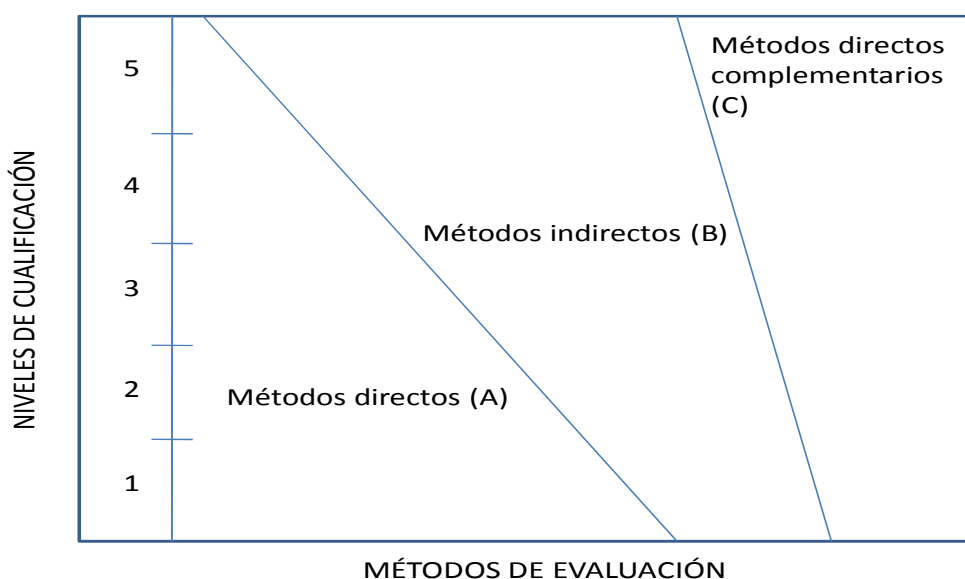 NIVELES DE CUALIFICACIÓN
5
4
3
2
1
Métodos directos
complementarios
(C)
Métodos indirectos (B)
Métodos directos (A)
MÉTODOS DE EVALUACIÓN